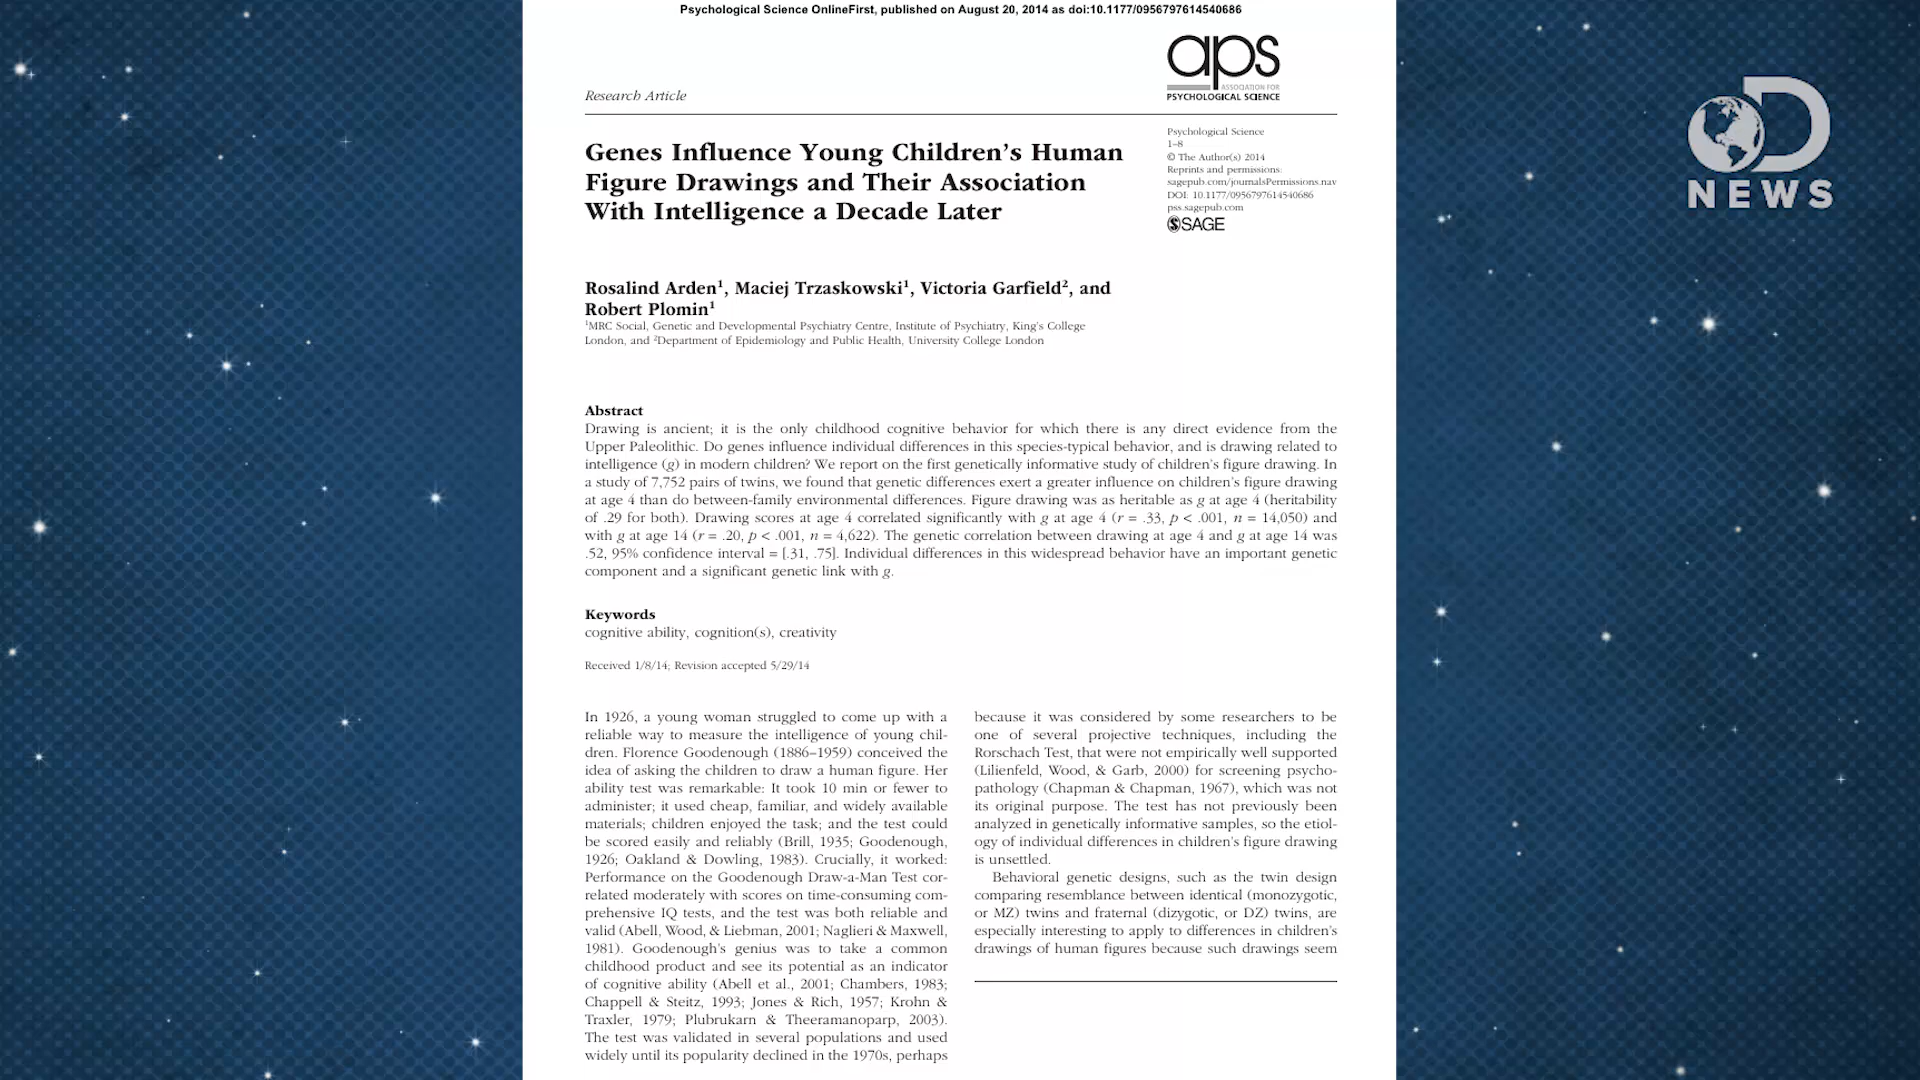 Psychological Science OnlineFirst, published on August 20, 2014 as doi:10.1177/0956797614540686
aps
ASSOCIATION FOR
PSYCHOLOGICAL SCIENCE
Research Article
Genes Influence Young Children's Human
Figure Drawings and Their Association
With Intelligence a Decade Later
Psychological Science
1–8
© The Author(s) 2014
Reprints and permissions:
sagepub.com/journalsPermissions.nav
DOI: 10.1177/0956797614540686
pss.sagepub.com
SAGE
D
NEWS
Rosalind Arden1, Maciej Trzaskowski1, Victoria Garfield2, and
Robert Plomin1
1MRC Social, Genetic and Developmental Psychiatry Centre, Institute of Psychiatry, King's College
London, and 2Department of Epidemiology and Public Health, University College London
Abstract
Drawing is ancient; it is the only childhood cognitive behavior for which there is any direct evidence from the
Upper Paleolithic. Do genes influence individual differences in this species-typical behavior, and is drawing related to
intelligence (g) in modern children? We report on the first genetically informative study of children's figure drawing. In
a study of 7,752 pairs of twins, we found that genetic differences exert a greater influence on children's figure drawing
at age 4 than do between-family environmental differences. Figure drawing was as heritable as g at age 4 (heritability
of .29 for both). Drawing scores at age 4 correlated significantly with g at age 4 (r = .33, p < .001, n = 14,050) and
with g at age 14 (r = .20, p < .001, n = 4,622). The genetic correlation between drawing at age 4 and g at age 14 was
.52, 95% confidence interval = [.31, .75]. Individual differences in this widespread behavior have an important genetic
component and a significant genetic link with g.
Keywords
cognitive ability, cognition(s), creativity
Received 1/8/14; Revision accepted 5/29/14
In 1926, a young woman struggled to come up with a
reliable way to measure the intelligence of young chil-
dren. Florence Goodenough (1886–1959) conceived the
idea of asking the children to draw a human figure. Her
ability test was remarkable: It took 10 min or fewer to
administer; it used cheap, familiar, and widely available
materials; children enjoyed the task; and the test could
be scored easily and reliably (Brill, 1935; Goodenough,
1926; Oakland & Dowling, 1983). Crucially, it worked:
Performance on the Goodenough Draw-a-Man Test cor-
related moderately with scores on time-consuming com-
prehensive IQ tests, and the test was both reliable and
valid (Abell, Wood, & Liebman, 2001; Naglieri & Maxwell,
1981). Goodenough's genius was to take a common
childhood product and see its potential as an indicator
of cognitive ability (Abell et al., 2001; Chambers, 1983;
Chappell & Steitz, 1993; Jones & Rich, 1957; Krohn &
Traxler, 1979; Plubrukarn & Theeramanoparp, 2003).
The test was validated in several populations and used
widely until its popularity declined in the 1970s, perhaps
because it was considered by some researchers to be
one of several projective techniques, including the
Rorschach Test, that were not empirically well supported
(Lilienfeld, Wood, & Garb, 2000) for screening psycho-
pathology (Chapman & Chapman, 1967), which was not
its original purpose. The test has not previously been
analyzed in genetically informative samples, so the etiol-
ogy of individual differences in children's figure drawing
is unsettled.
Behavioral genetic designs, such as the twin design
comparing resemblance between identical (monozygotic,
or MZ) twins and fraternal (dizygotic, or DZ) twins, are
especially interesting to apply to differences in children's
drawings of human figures because such drawings seem